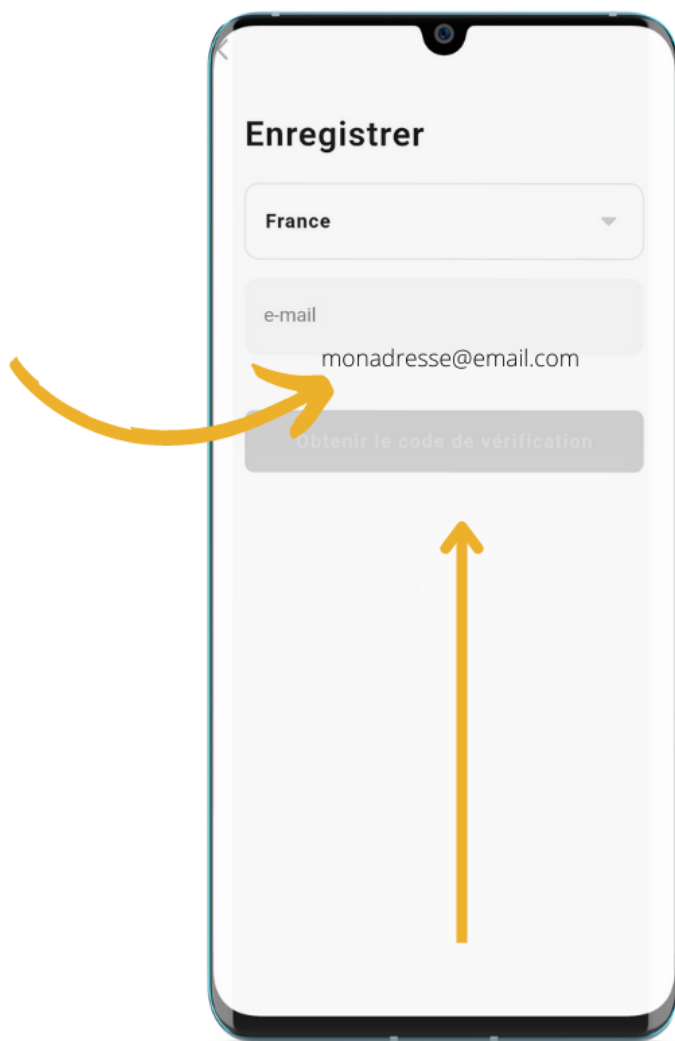 Enregistrer
France
e-mail
monadresse@email.com
Obtenir le code de vérification